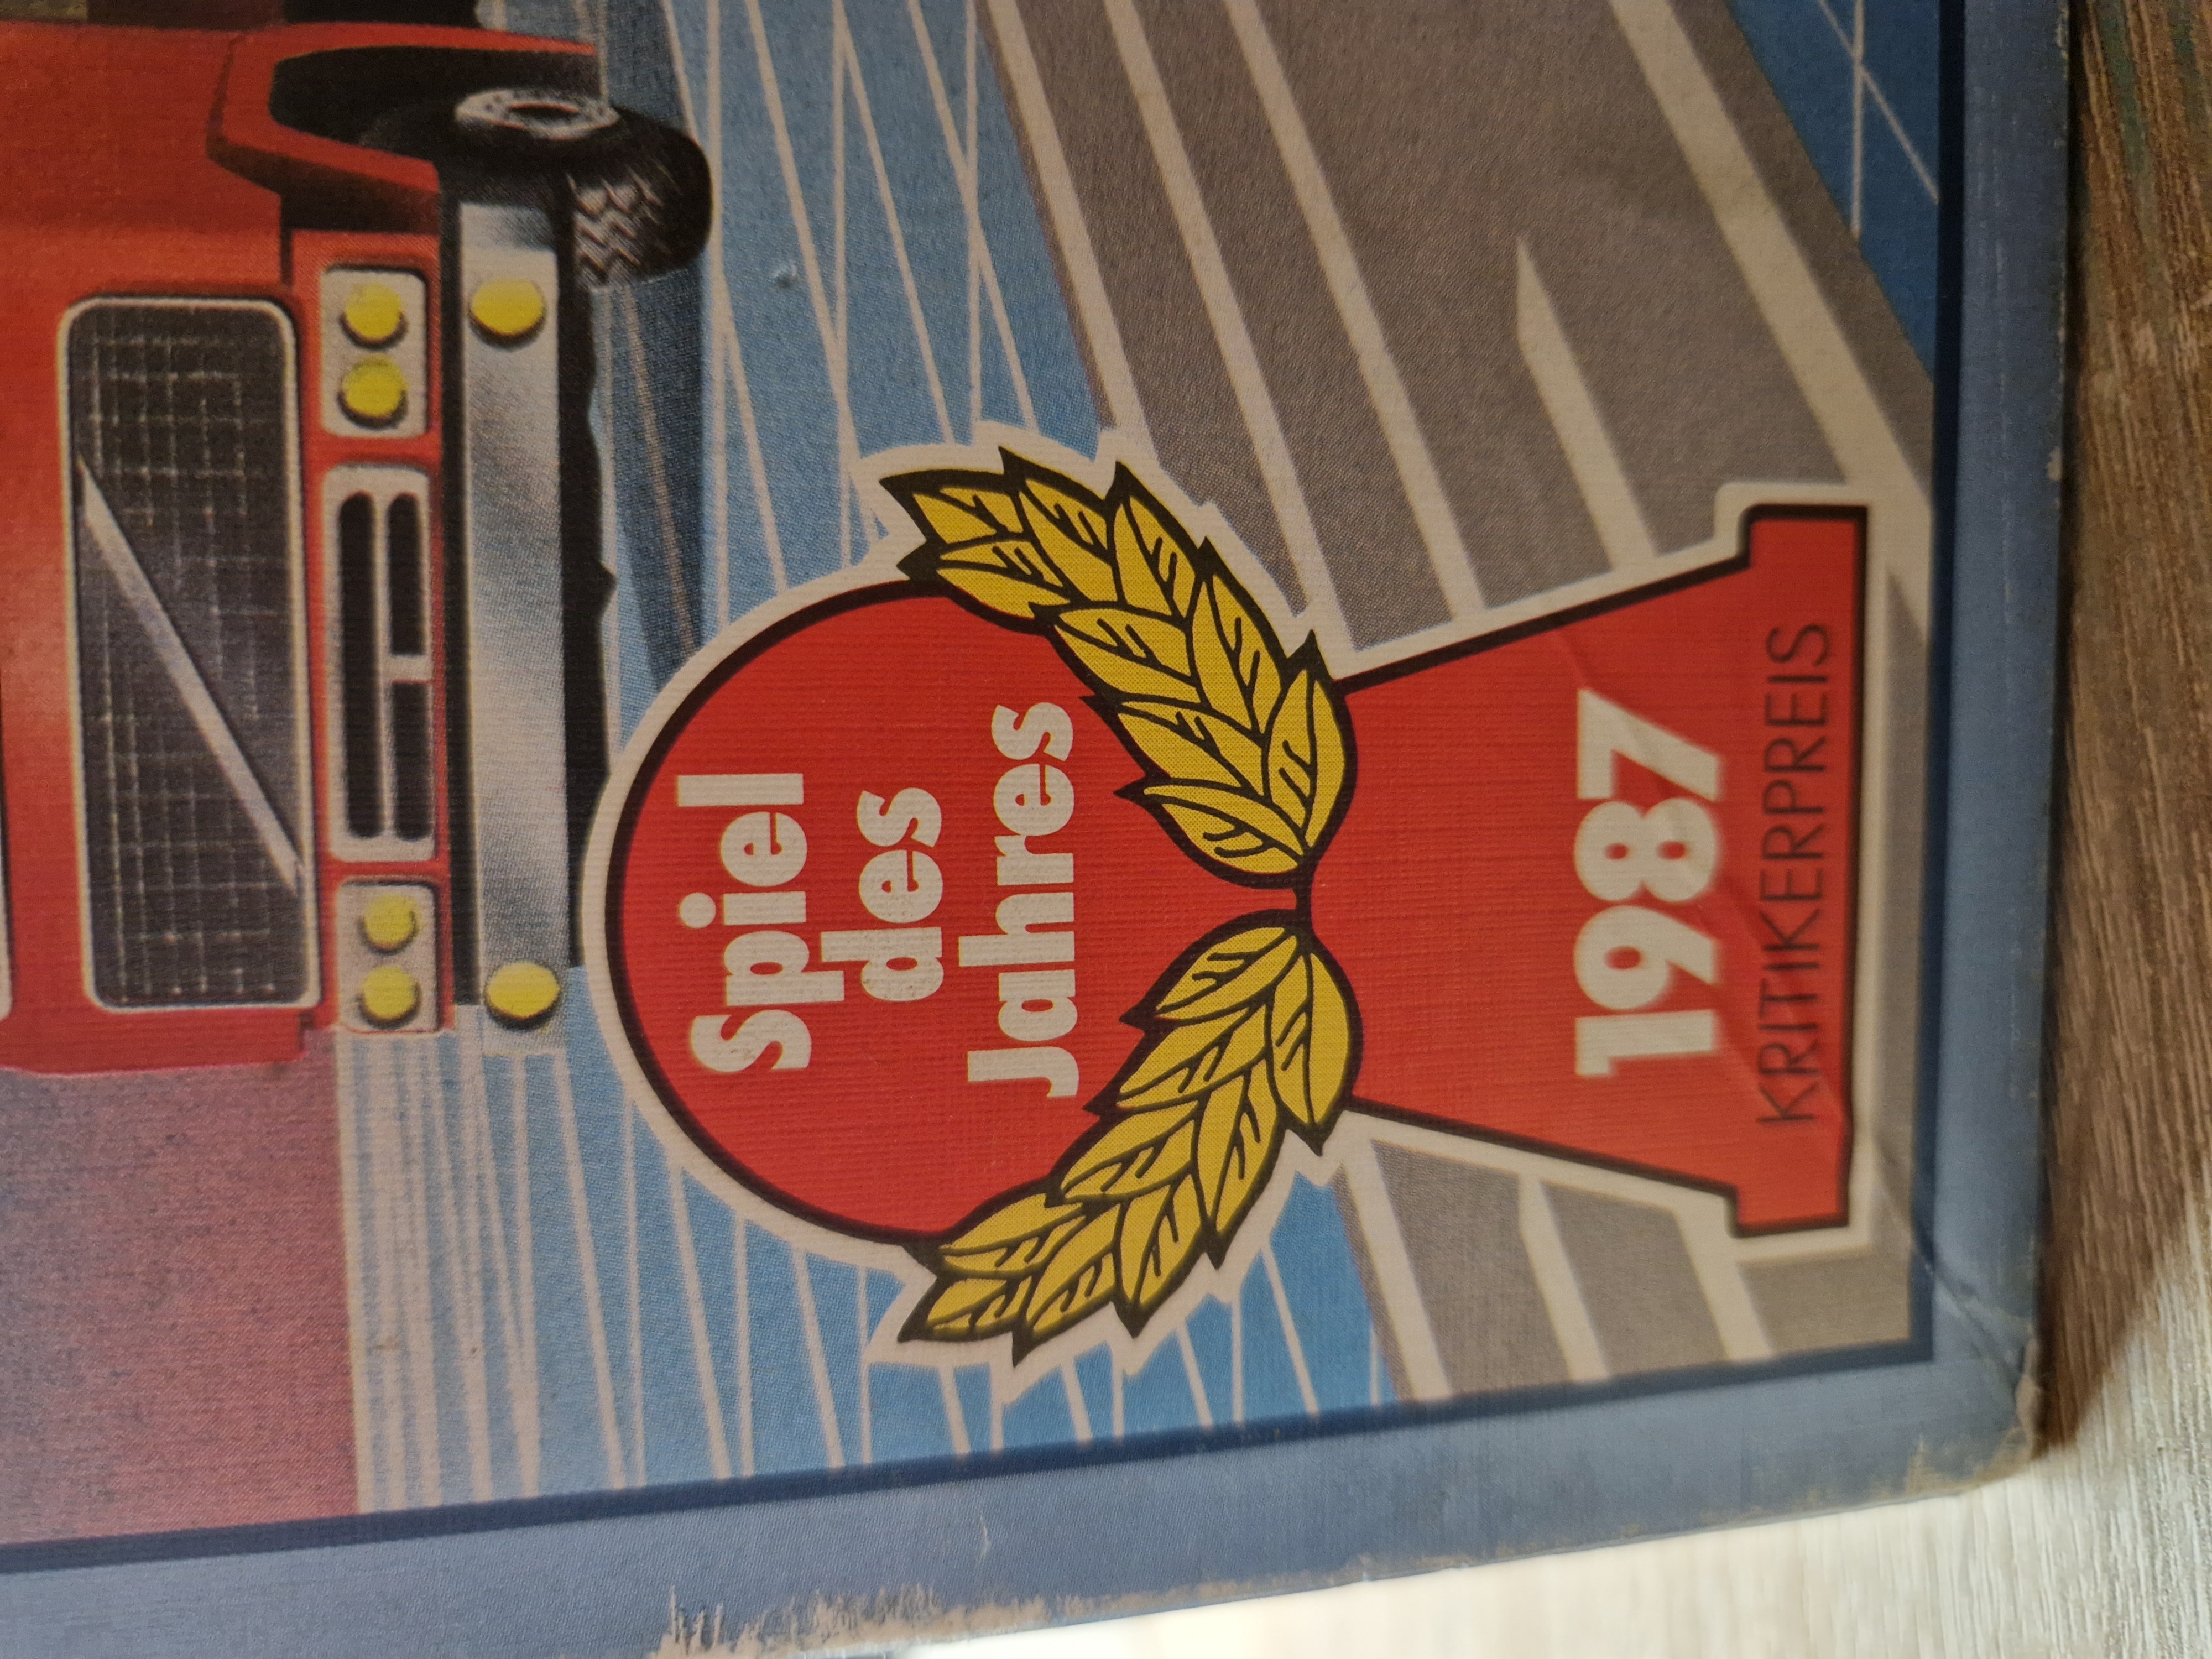 Spiel
des
Jahres
1987
KRITIKERPREIS